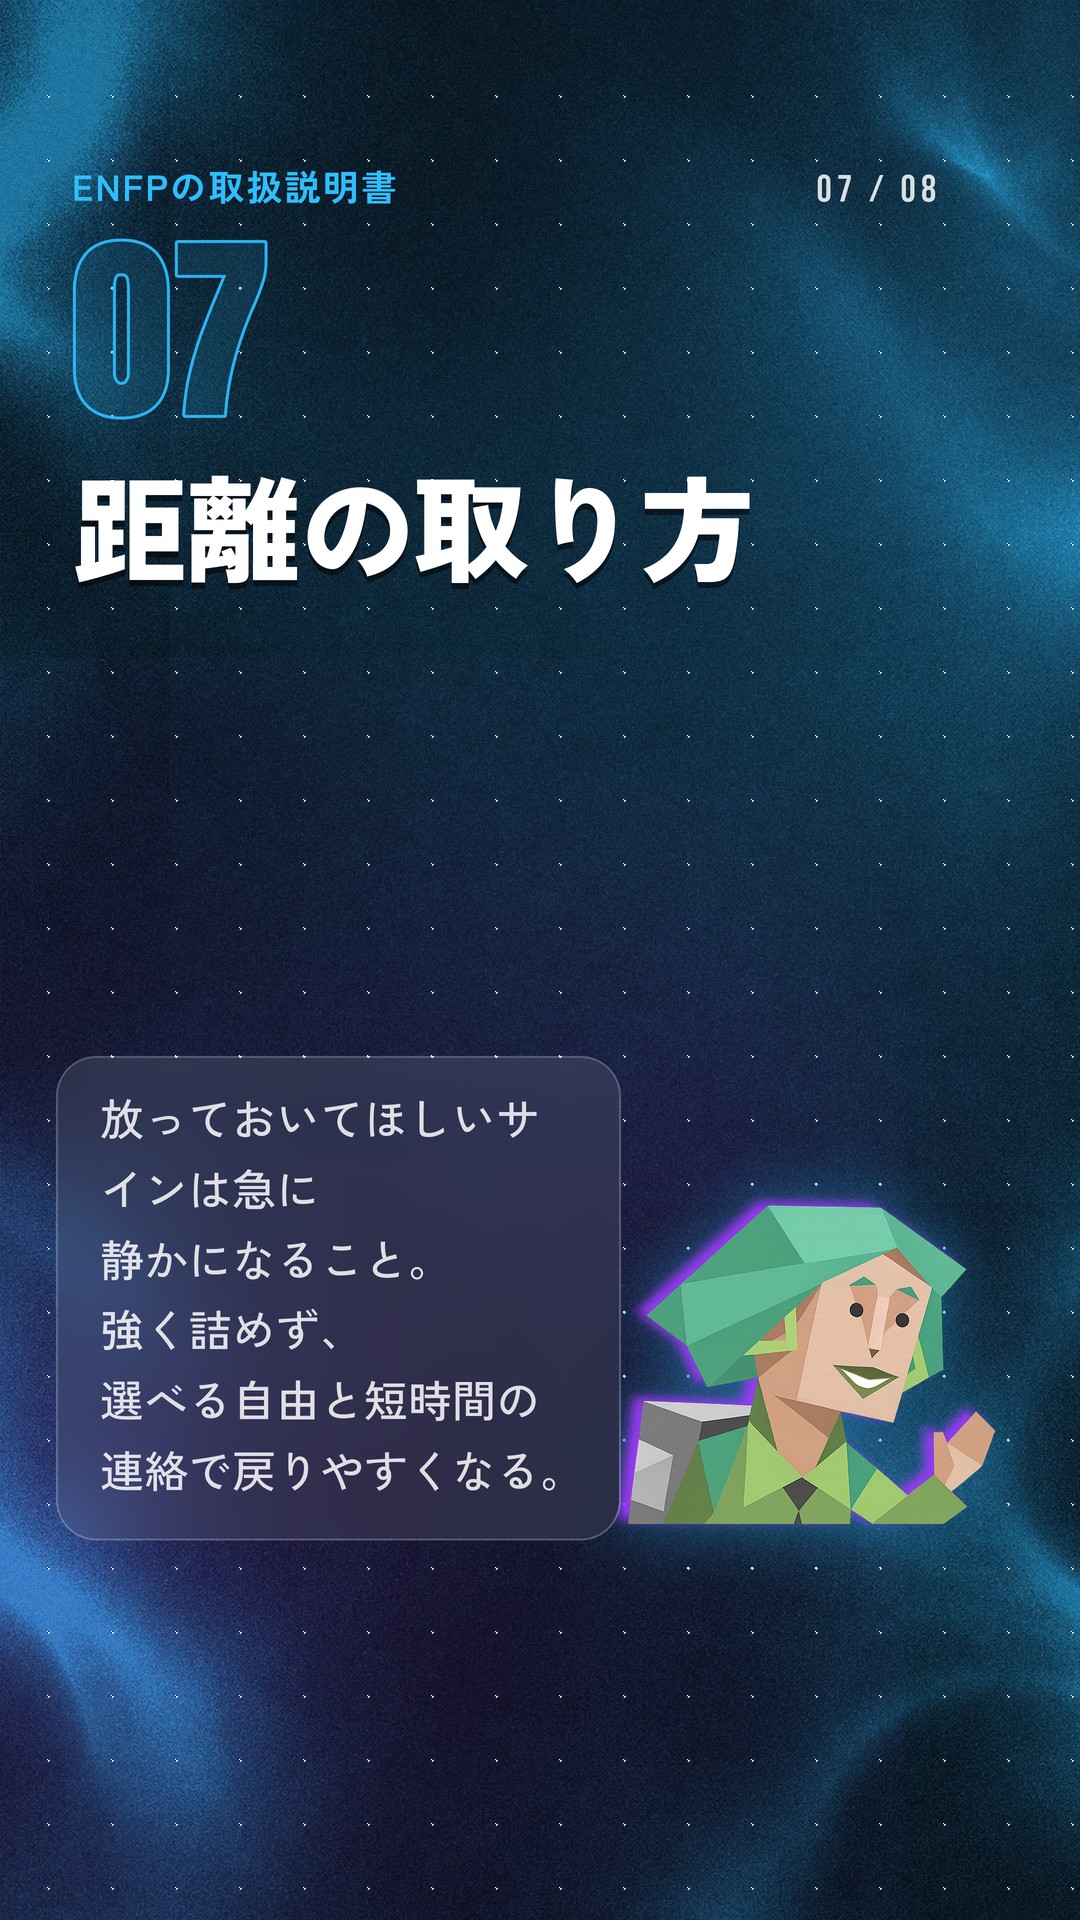 ENFPの取扱説明書
07 / 08
07
距離の取り方
放っておいてほしいサ
インは急に
静かになること。
強く詰めず、
選べる自由と短時間の
連絡で戻りやすくなる。